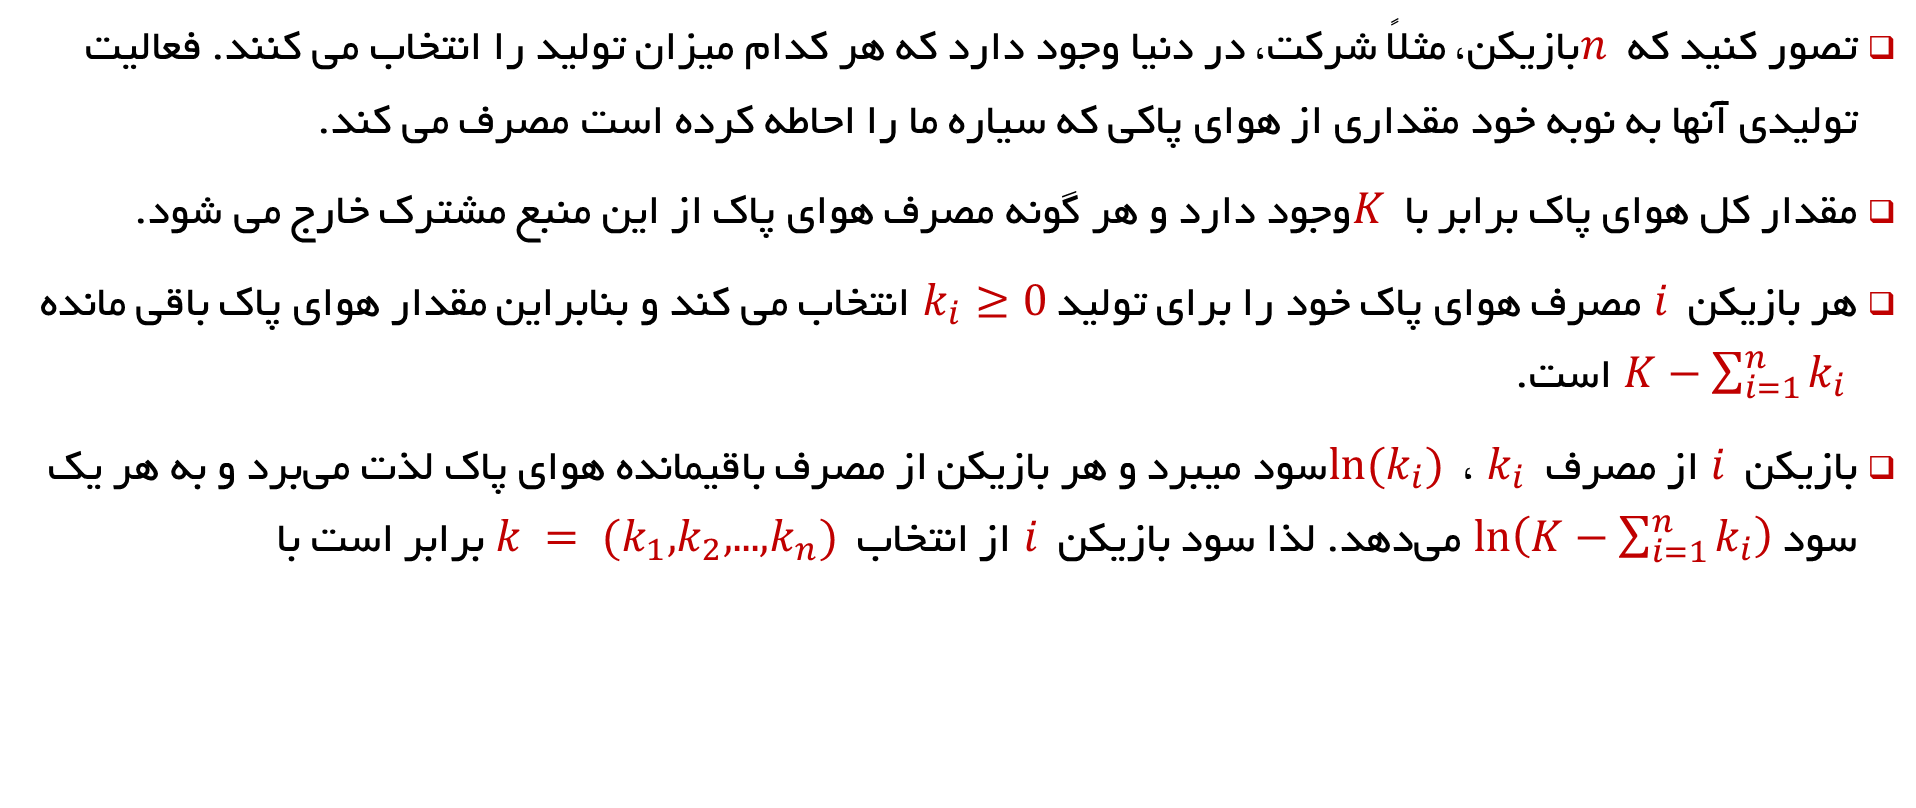 ❑ تصور کنید که n بازیکن، مثلاً شرکت، در دنیا وجود دارد که هر کدام میزان تولید را انتخاب می کنند. فعالیت
تولیدی آنها به نوبه خود مقداری از هوای پاکی که سیاره ما را احاطه کرده است مصرف می کند.
❑ مقدار کل هوای پاک برابر با K وجود دارد و هر گونه مصرف هوای پاک از این منبع مشترک خارج می شود.
❑ هر بازیکن i مصرف هوای پاک خود را برای تولید k_i ≥ 0 انتخاب می کند و بنابراین مقدار هوای پاک باقی مانده
K − ∑_{i=1}^{n} k_i است.
❑ بازیکن i از مصرف k_i ، ln(k_i) سود میبرد و هر بازیکن از مصرف باقیمانده هوای پاک لذت می‌برد و به هر یک
سود ln(K − ∑_{i=1}^{n} k_i) می‌دهد. لذا سود بازیکن i از انتخاب k = (k_1,k_2,...,k_n) برابر است با